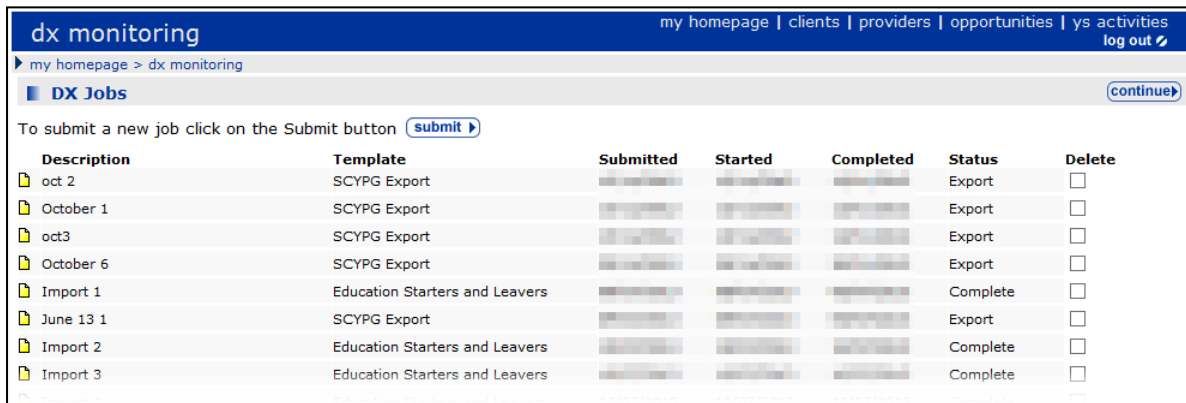 dx monitoring
my homepage | clients | providers | opportunities | ys activities
log out
my homepage > dx monitoring
DX Jobs
continue
To submit a new job click on the Submit button submit
Description Template Submitted Started Completed Status Delete
oct 2 SCYPG Export Export
October 1 SCYPG Export Export
oct3 SCYPG Export Export
October 6 SCYPG Export Export
Import 1 Education Starters and Leavers Complete
June 13 1 SCYPG Export Export
Import 2 Education Starters and Leavers Complete
Import 3 Education Starters and Leavers Complete